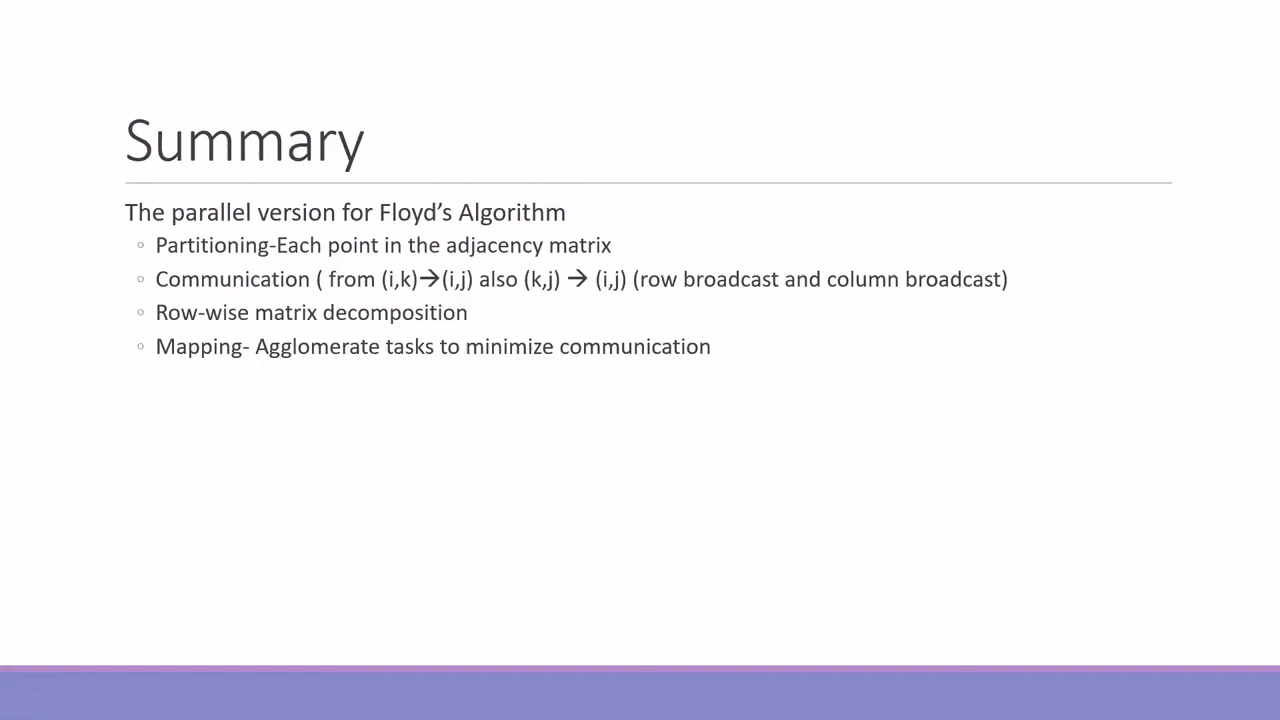 Summary
The parallel version for Floyd’s Algorithm
◦ Partitioning-Each point in the adjacency matrix
◦ Communication ( from (i,k)→(i,j) also (k,j) → (i,j) (row broadcast and column broadcast)
◦ Row-wise matrix decomposition
◦ Mapping- Agglomerate tasks to minimize communication